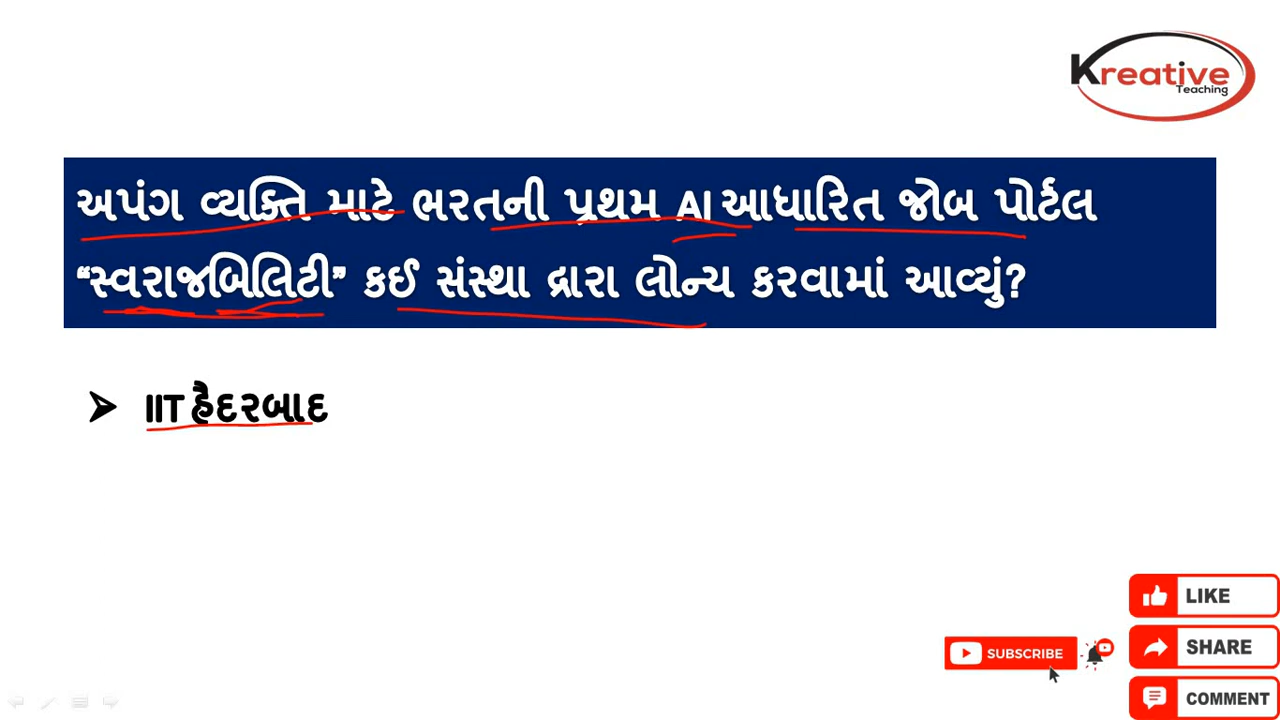 Kreative
Teaching
અપંગ વ્યક્તિ માટે ભરતની પ્રથમ AI આધારિત જોબ પોર્ટલ
“સ્વરાજબિલિટી” કઈ સંસ્થા દ્રારા લોન્ચ કરવામાં આવ્યું?
➢ IIT હૈદરબાદ
LIKE
SUBSCRIBE
SHARE
COMMENT